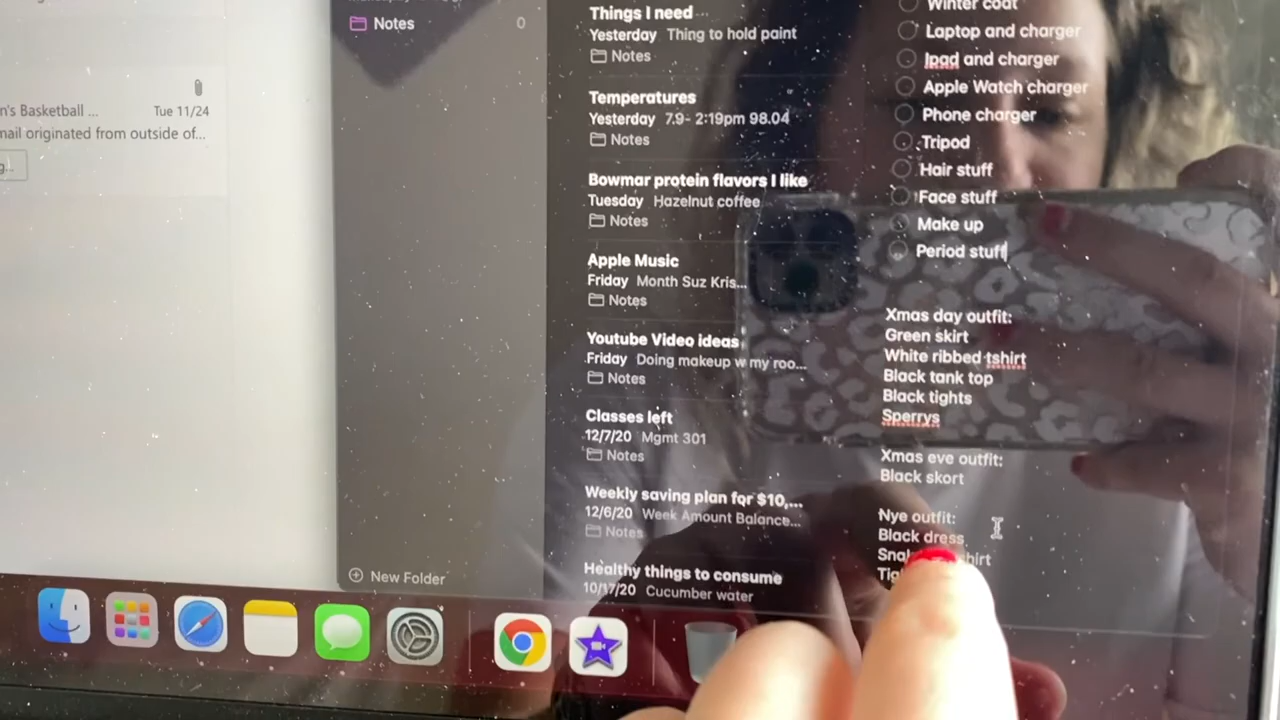 n's Basketball ...
Tue 11/24
mail originated from outside of...
g...
Notes
0
New Folder
Things I need
Yesterday Thing to hold paint
Notes
Temperatures
Yesterday 7.9- 2:19pm 98.04
Notes
Bowmar protein flavors I like
Tuesday Hazelnut coffee
Notes
Apple Music
Friday Month Suz Kris...
Notes
Youtube Video ideas
Friday Doing makeup w my roo...
Notes
Classes left
12/7/20 Mgmt 301
Notes
Weekly saving plan for $10,...
12/6/20 Week Amount Balance...
Notes
Healthy things to consume
10/17/20 Cucumber water
Winter coat
Laptop and charger
Ipad and charger
Apple Watch charger
Phone charger
Tripod
Hair stuff
Face stuff
Make up
Period stuff
Xmas day outfit:
Green skirt
White ribbed tshirt
Black tank top
Black tights
Sperrys
Xmas eve outfit:
Black skort
Nye outfit:
Black dress